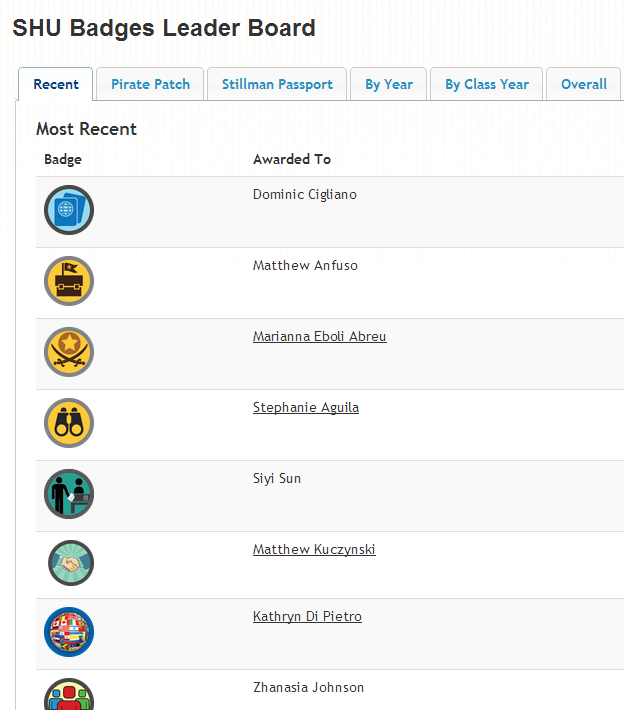 SHU Badges Leader Board
Recent Pirate Patch Stillman Passport By Year By Class Year Overall
Most Recent
Badge Awarded To
Dominic Cigliano
Matthew Anfuso
Marianna Eboli Abreu
Stephanie Aguila
Siyi Sun
Matthew Kuczynski
Kathryn Di Pietro
Zhanasia Johnson